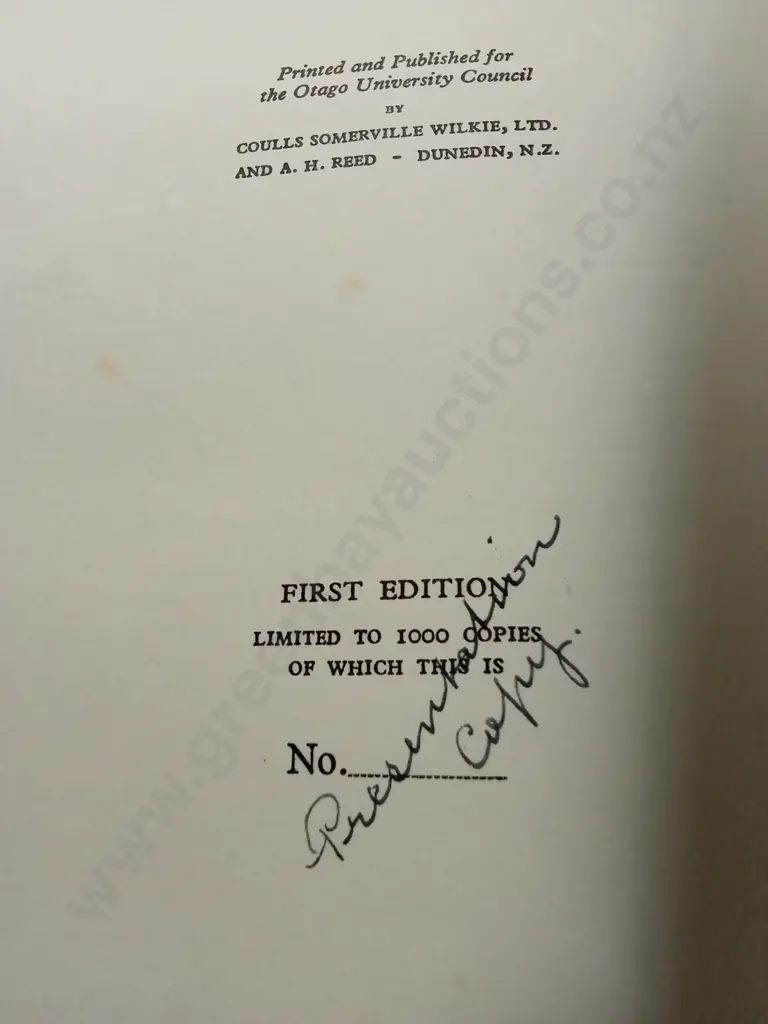 Printed and Published for
the Otago University Council
BY
COULLS SOMERVILLE WILKIE, LTD.
AND A. H. REED - DUNEDIN, N.Z.
FIRST EDITION
LIMITED TO 1000 COPIES
OF WHICH THIS IS
No.
Presentation
Copy.
www.greenbayauctions.co.nz